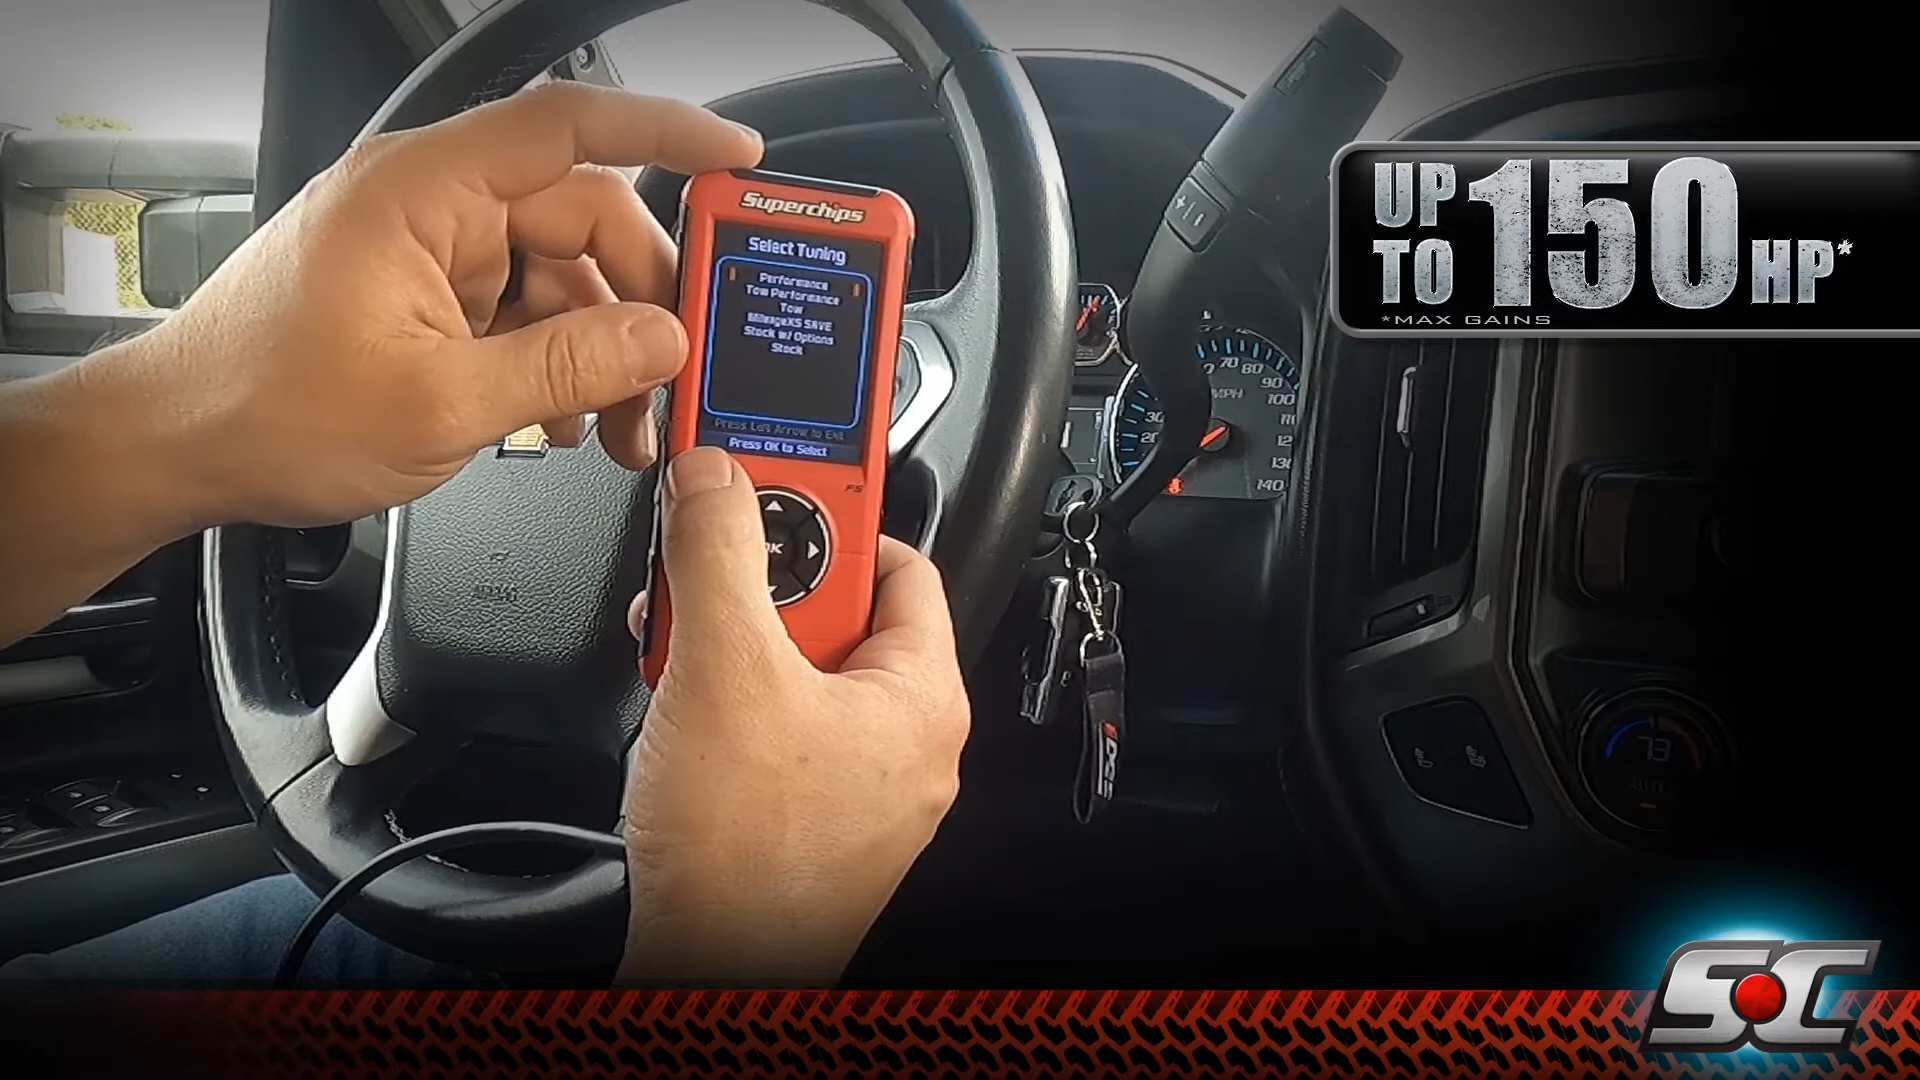 Superchips
Select Tuning
Performance
Tow Performance
Tow
MileageXS SAVE
Stock w/ Options
Stock
Press Left Arrow to Exit
Press OK to Select
F5
OK
UP TO 150 HP*
*MAX GAINS
70
80
90
MPH
100
30
20
130
140
73
AUTO
SC